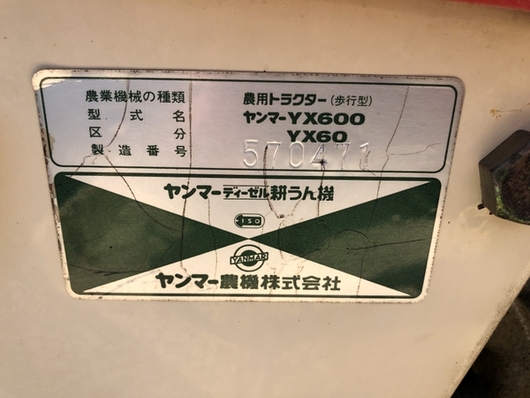 農業機械の種類 農用トラクター(歩行型)
型式名 ヤンマーYX600
区分 YX60
製造番号 570471
ヤンマーディーゼル耕うん機
ISO
YANMAR
ヤンマー農機株式会社